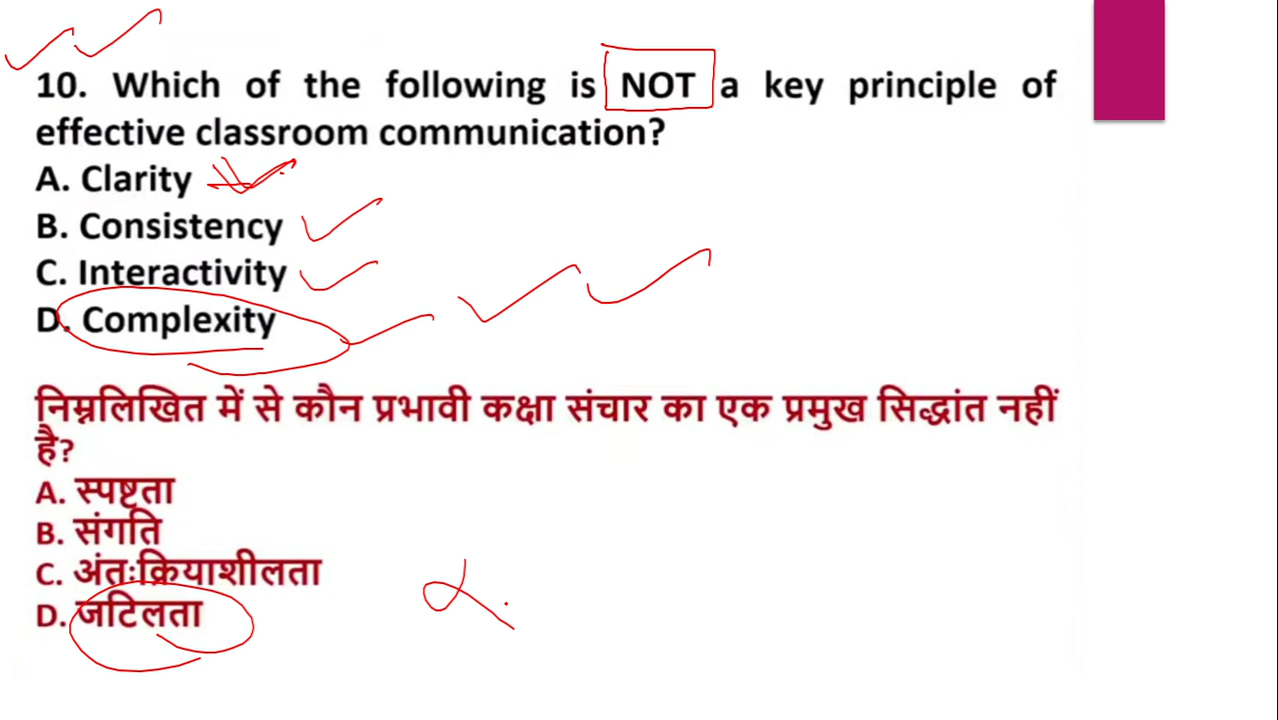 10. Which of the following is NOT a key principle of
effective classroom communication?
A. Clarity
B. Consistency
C. Interactivity
D. Complexity
निम्नलिखित में से कौन प्रभावी कक्षा संचार का एक प्रमुख सिद्धांत नहीं
है?
A. स्पष्टता
B. संगति
C. अंतःक्रियाशीलता
D. जटिलता